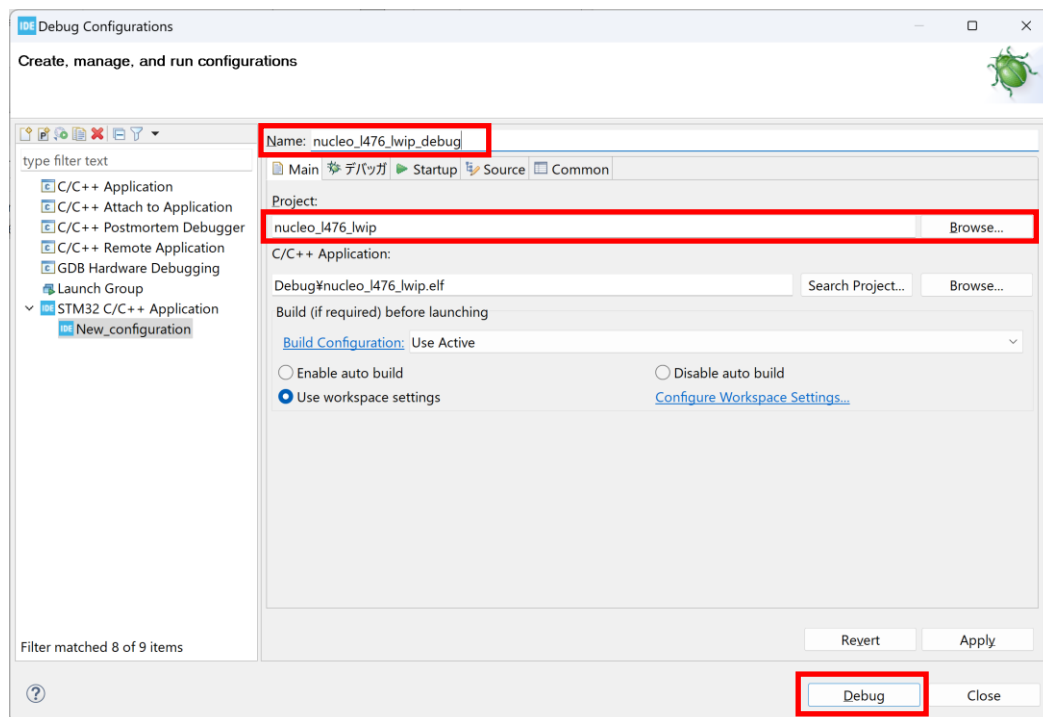 IDE Debug Configurations
Create, manage, and run configurations
type filter text
C/C++ Application
C/C++ Attach to Application
C/C++ Postmortem Debugger
C/C++ Remote Application
GDB Hardware Debugging
Launch Group
IDE STM32 C/C++ Application
IDE New_configuration
Filter matched 8 of 9 items
Name: nucleo_l476_lwip_debug
Main デバッガ Startup Source Common
Project:
nucleo_l476_lwip Browse...
C/C++ Application:
Debug¥nucleo_l476_lwip.elf Search Project... Browse...
Build (if required) before launching
Build Configuration: Use Active
Enable auto build Disable auto build
Use workspace settings Configure Workspace Settings...
Revert Apply
? Debug Close